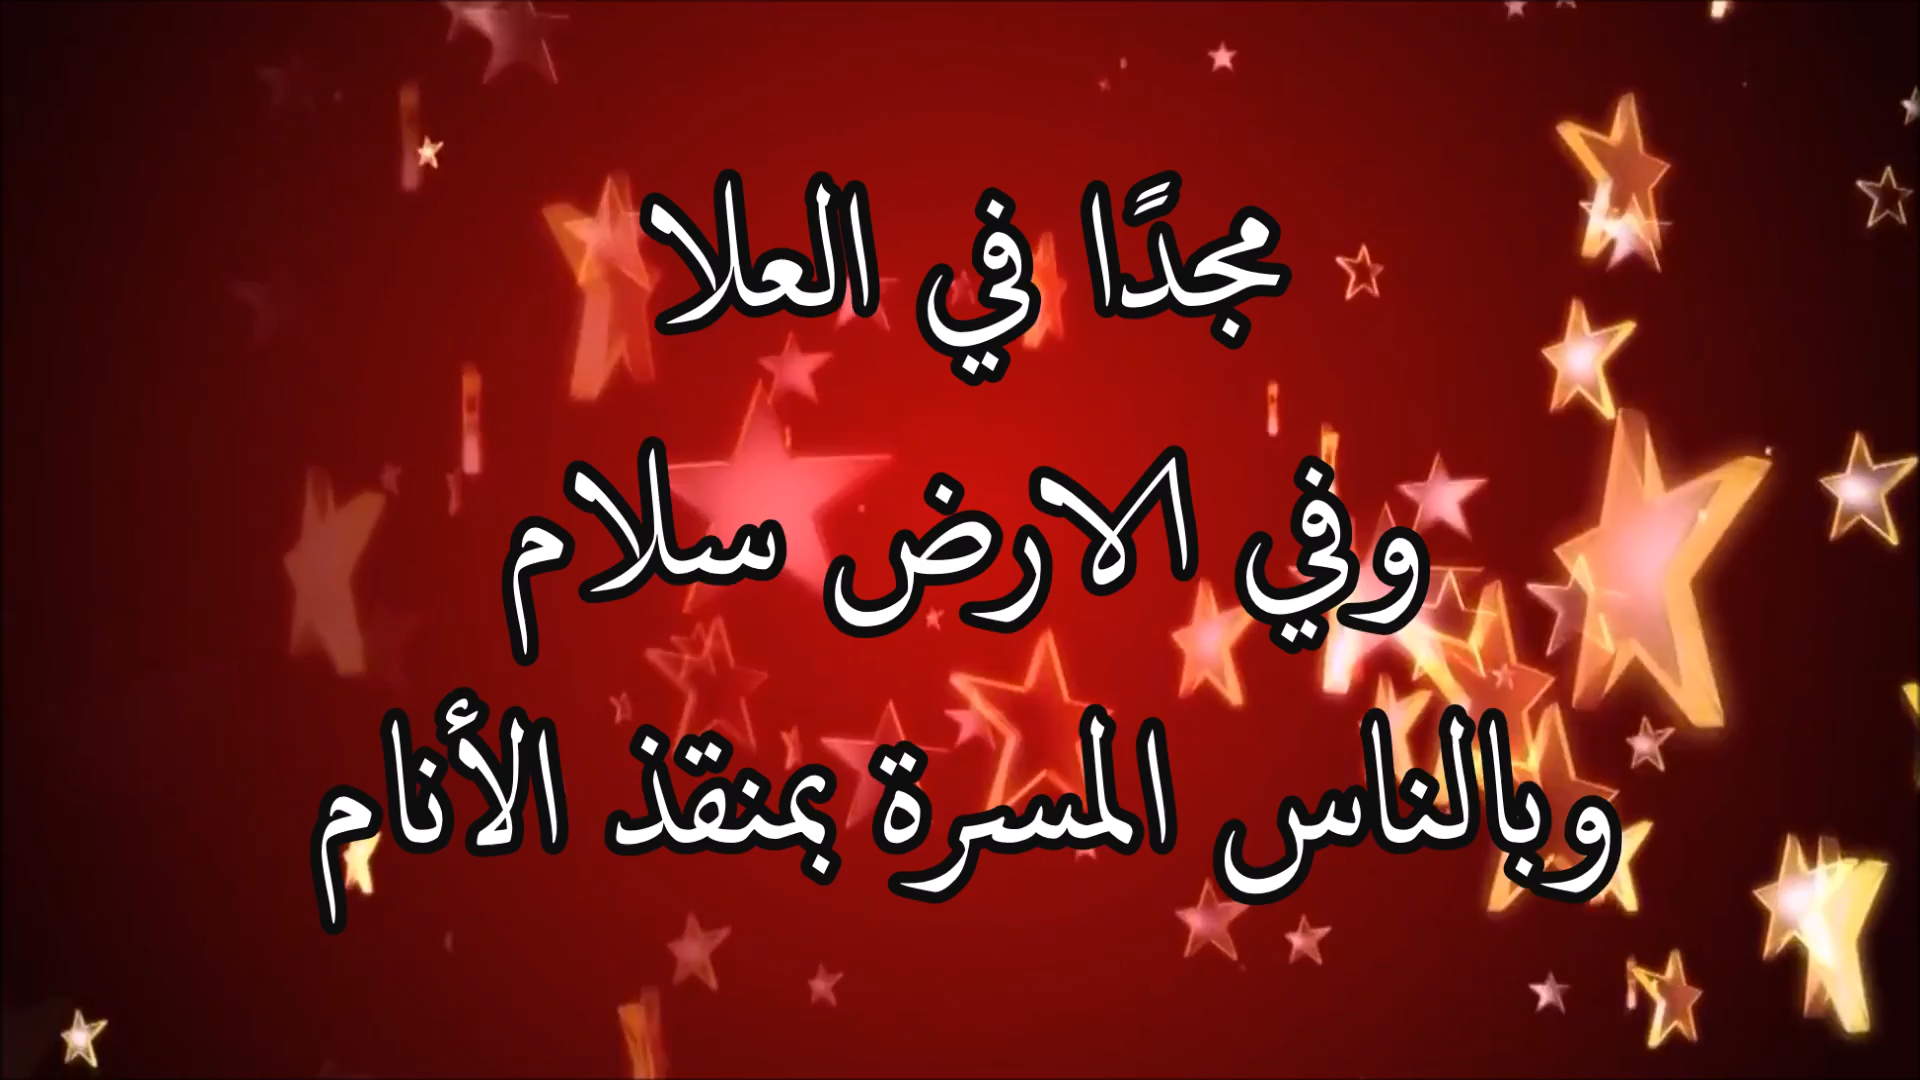 مجدًا في العلا
وفي الارض سلام
وبالناس المسرة بمنقذ الأنام